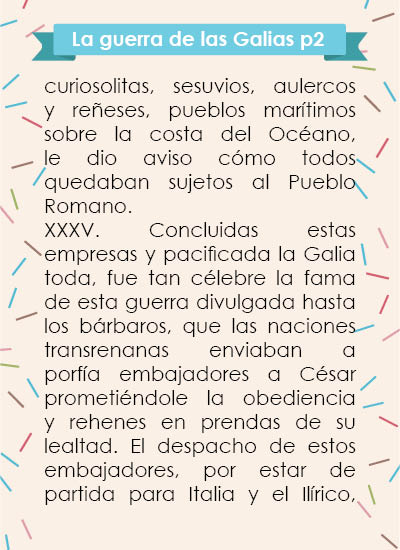 La guerra de las Galias p2
curiosolitas, sesuvios, aulercos
y reñeses, pueblos marítimos
sobre la costa del Océano,
le dio aviso cómo todos
quedaban sujetos al Pueblo
Romano.
XXXV. Concluidas estas
empresas y pacificada la Galia
toda, fue tan célebre la fama
de esta guerra divulgada hasta
los bárbaros, que las naciones
transrenanas enviaban a
porfía embajadores a César
prometiéndole la obediencia
y rehenes en prendas de su
lealtad. El despacho de estos
embajadores, por estar de
partida para Italia y el Ilírico,